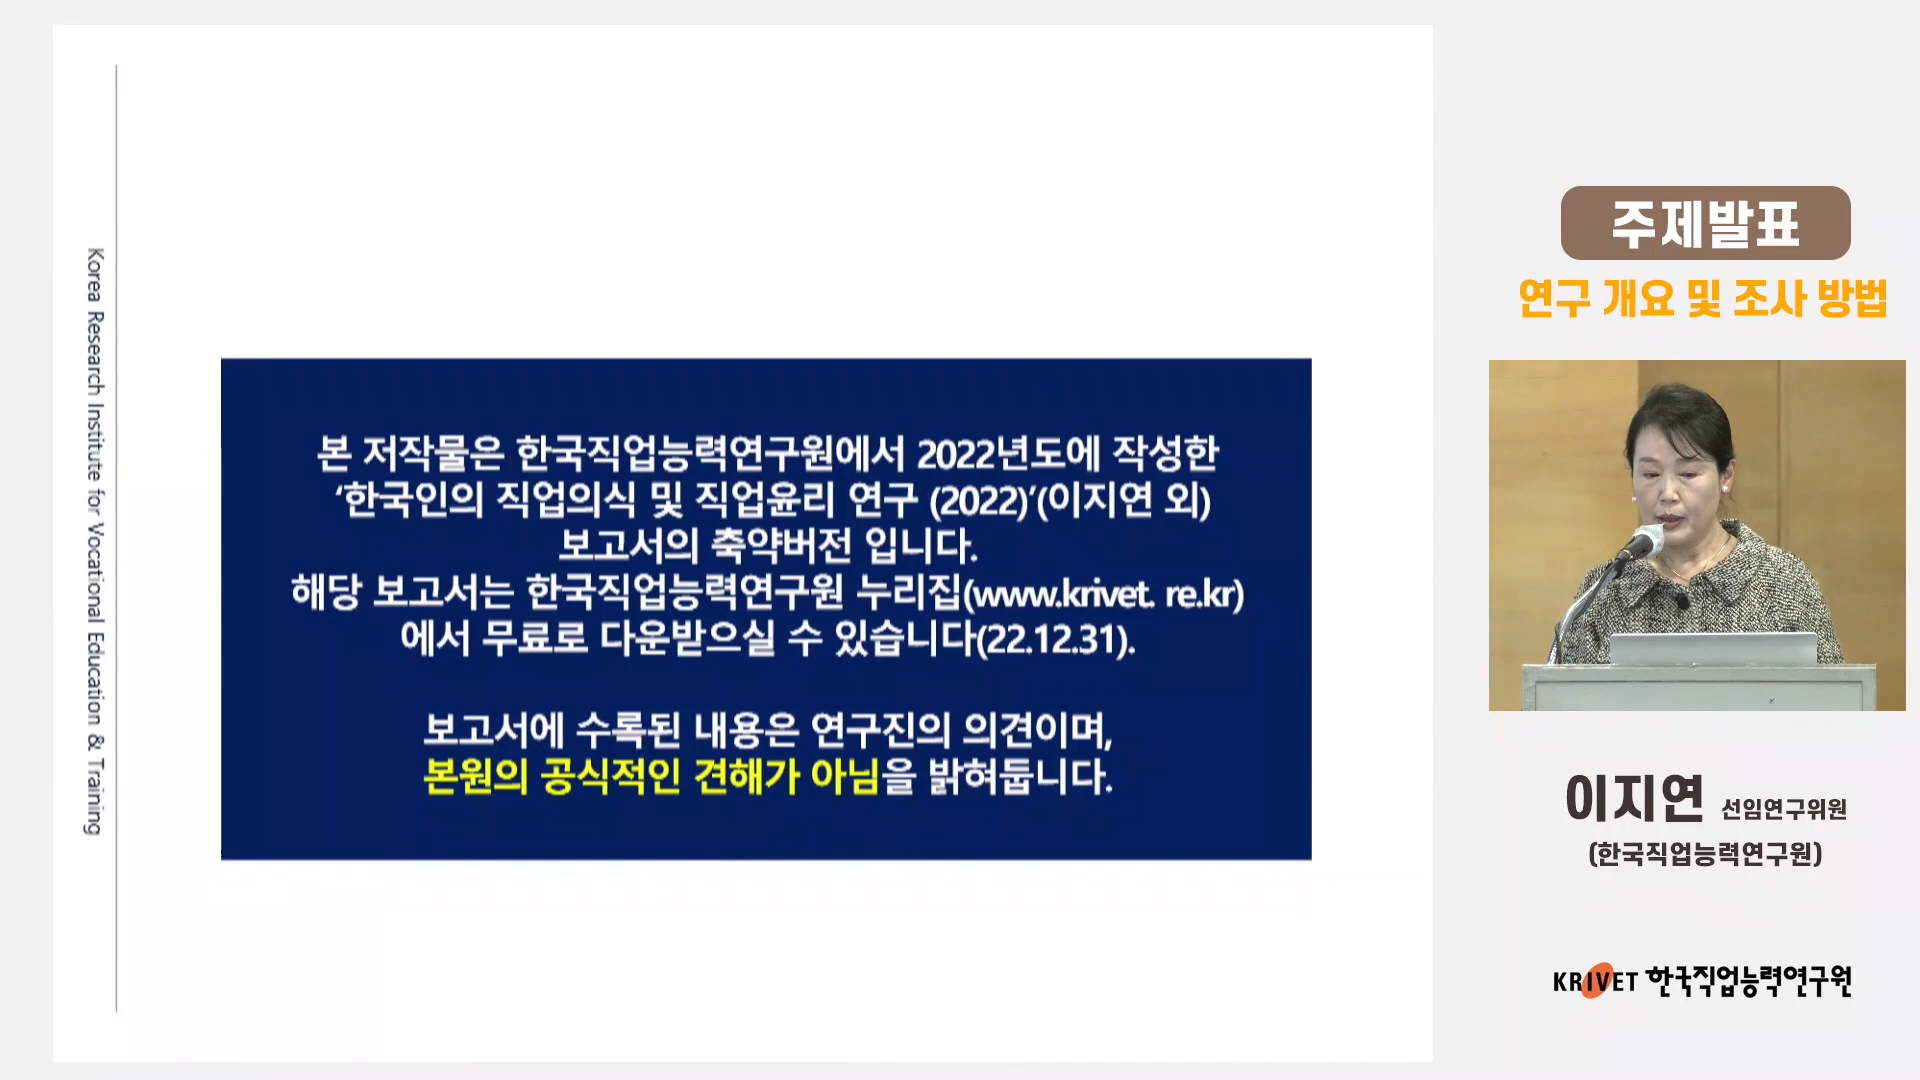 Korea Research Institute for Vocational Education & Training
본 저작물은 한국직업능력연구원에서 2022년도에 작성한
‘한국인의 직업의식 및 직업윤리 연구 (2022)’(이지연 외)
보고서의 축약버전 입니다.
해당 보고서는 한국직업능력연구원 누리집(www.krivet. re.kr)
에서 무료로 다운받으실 수 있습니다(22.12.31).
보고서에 수록된 내용은 연구진의 의견이며,
본원의 공식적인 견해가 아님을 밝혀둡니다.
주제발표
연구 개요 및 조사 방법
이지연 선임연구위원
(한국직업능력연구원)
KRIVET 한국직업능력연구원